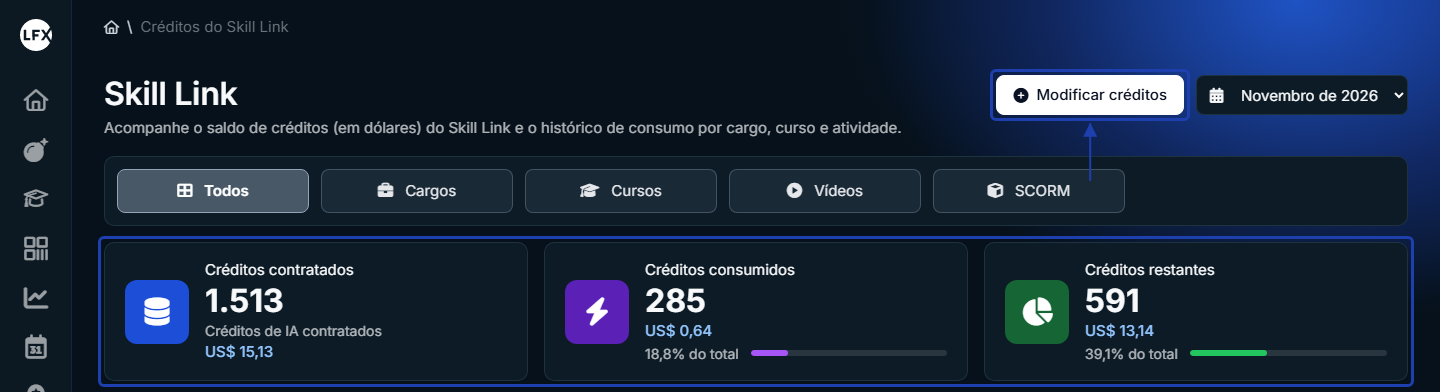 LFX
\ Créditos do Skill Link
Skill Link
Modificar créditos
Novembro de 2026
Acompanhe o saldo de créditos (em dólares) do Skill Link e o histórico de consumo por cargo, curso e atividade.
Todos
Cargos
Cursos
Vídeos
SCORM
Créditos contratados
1.513
Créditos de IA contratados
US$ 15,13
Créditos consumidos
285
US$ 0,64
18,8% do total
Créditos restantes
591
US$ 13,14
39,1% do total
31